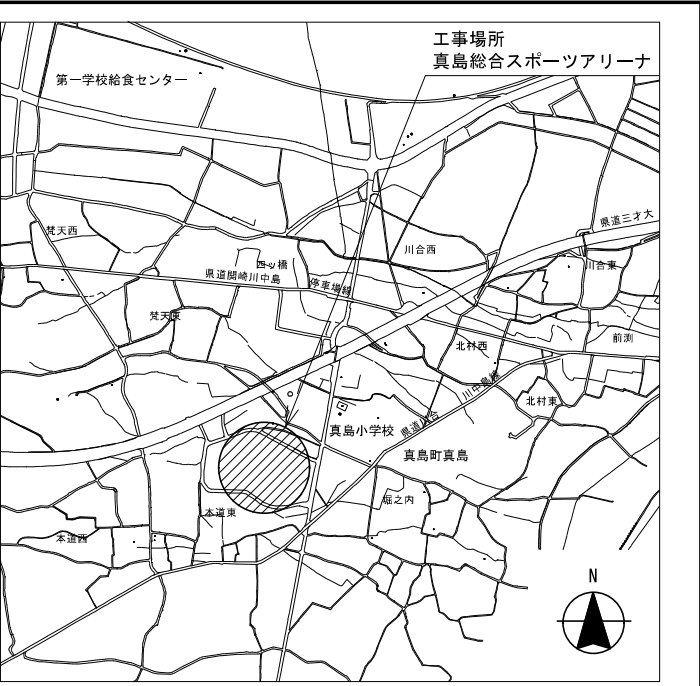 工事場所
真島総合スポーツアリーナ
第一学校給食センター
県道三才大
梵天西
川合西
四ッ橋
川合東
県道関崎川中島
停車場線
梵天東
前渕
北村西
川中島線
北村東
県道川合
真島小学校
真島町真島
堀之内
本道東
本道西
N